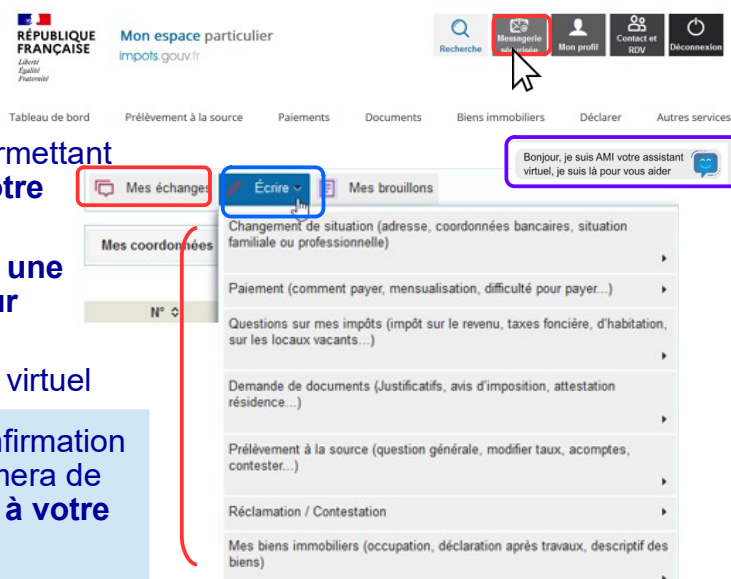 RÉPUBLIQUE
FRANÇAISE
Liberté
Égalité
Fraternité
Mon espace particulier
impots.gouv.fr
Recherche
Messagerie
sécurisée
Mon profil
Contact et
RDV
Déconnexion
Tableau de bord Prélèvement à la source Paiements Documents Biens immobiliers Déclarer Autres services
rmettant
otre
une
ur
virtuel
nfirmation
mera de
à votre
Bonjour, je suis AMI votre assistant
virtuel, je suis là pour vous aider
Mes échanges Écrire Mes brouillons
Mes coordonnées
N°
Changement de situation (adresse, coordonnées bancaires, situation
familiale ou professionnelle)
Paiement (comment payer, mensualisation, difficulté pour payer...)
Questions sur mes impôts (impôt sur le revenu, taxes foncière, d'habitation,
sur les locaux vacants...)
Demande de documents (Justificatifs, avis d'imposition, attestation
résidence...)
Prélèvement à la source (question générale, modifier taux, acomptes,
contester...)
Réclamation / Contestation
Mes biens immobiliers (occupation, déclaration après travaux, descriptif des
biens)